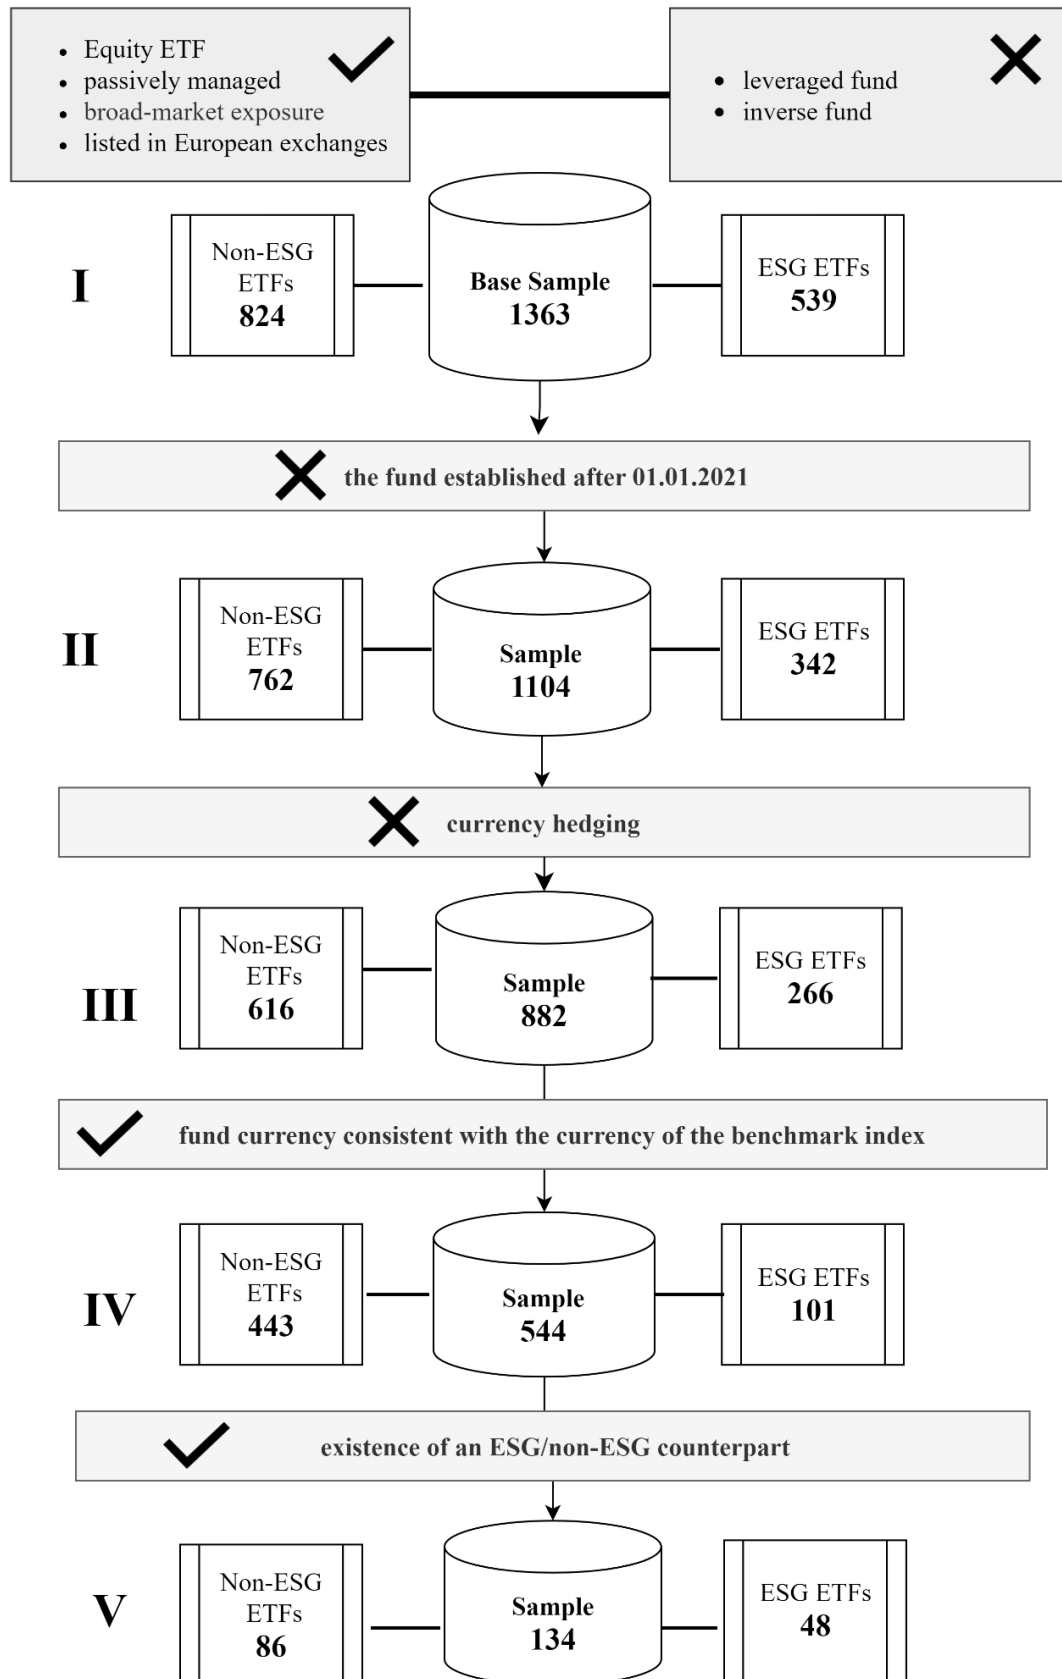 Equity ETF
passively managed
broad-market exposure
listed in European exchanges
leveraged fund
inverse fund
I
Non-ESG
ETFs
824
Base Sample
1363
ESG ETFs
539
the fund established after 01.01.2021
II
Non-ESG
ETFs
762
Sample
1104
ESG ETFs
342
currency hedging
III
Non-ESG
ETFs
616
Sample
882
ESG ETFs
266
fund currency consistent with the currency of the benchmark index
IV
Non-ESG
ETFs
443
Sample
544
ESG ETFs
101
existence of an ESG/non-ESG counterpart
V
Non-ESG
ETFs
86
Sample
134
ESG ETFs
48